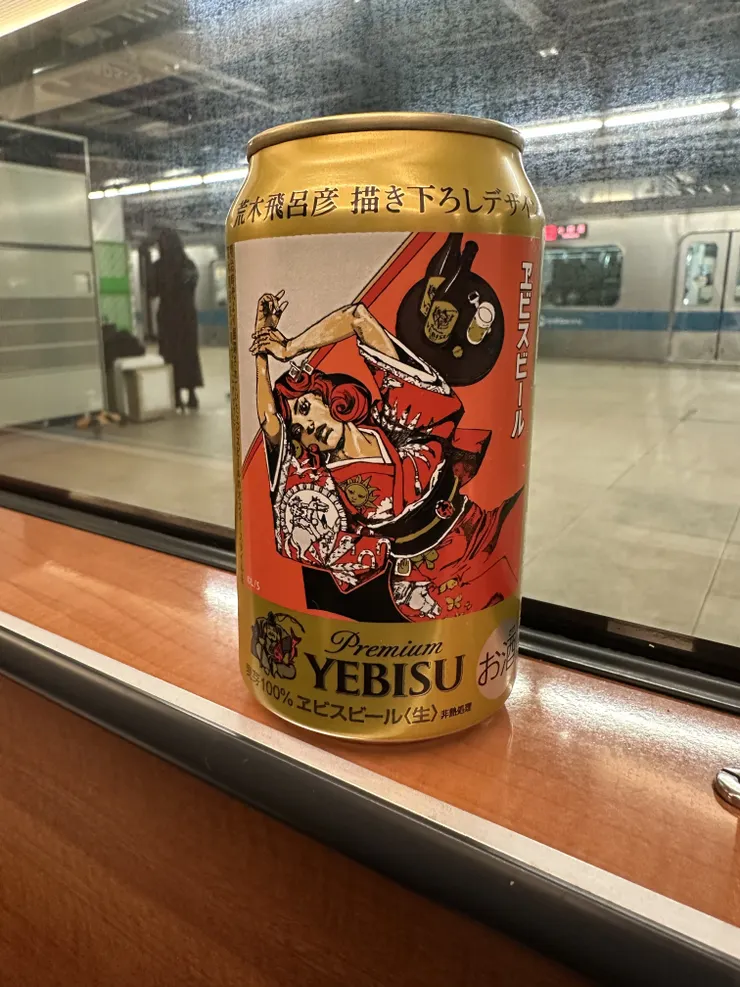 荒木飛呂彦 描き下ろしデザイ
ヱビスビール
YEBISU
Premium
YEBISU
お酒
麦芽100% ヱビスビール〈生〉非熱処理